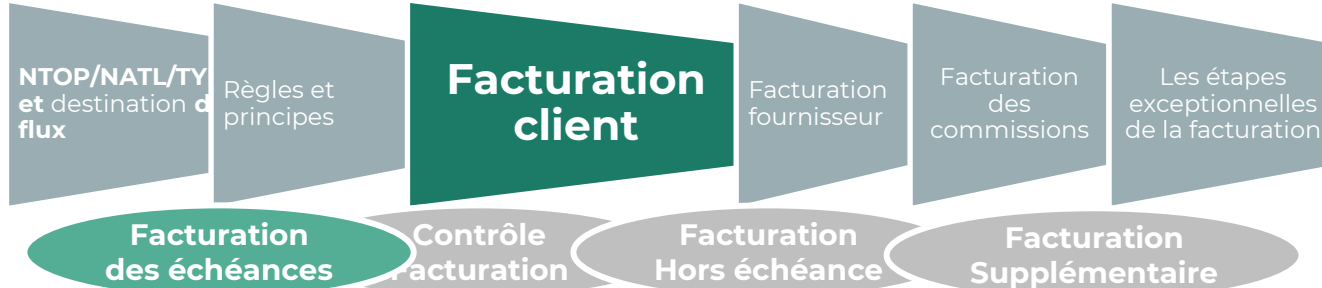 NTOP/NATL/TY
et destination d
flux
Règles et
principes
Facturation
client
Facturation
fournisseur
Facturation
des
commissions
Les étapes
exceptionnelles
de la facturation
Facturation
des échéances
Contrôle
Facturation
Facturation
Hors échéance
Facturation
Supplémentaire